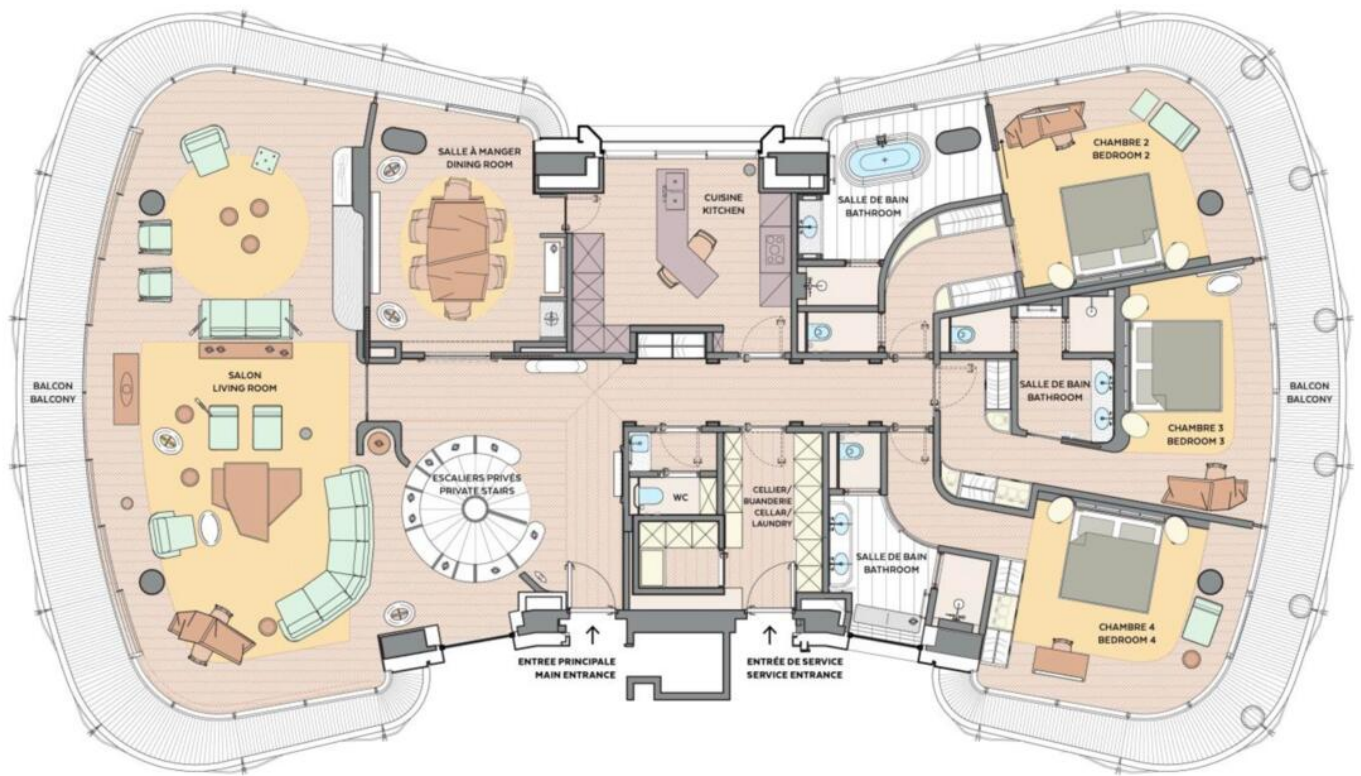 SALLE À MANGER
DINING ROOM
CUISINE
KITCHEN
SALLE DE BAIN
BATHROOM
CHAMBRE 2
BEDROOM 2
BALCON
BALCONY
SALON
LIVING ROOM
SALLE DE BAIN
BATHROOM
CHAMBRE 3
BEDROOM 3
BALCON
BALCONY
ESCALIERS PRIVÉS
PRIVATE STAIRS
WC
CELLIER/
BUANDERIE
CELLAR/
LAUNDRY
SALLE DE BAIN
BATHROOM
CHAMBRE 4
BEDROOM 4
ENTREE PRINCIPALE
MAIN ENTRANCE
ENTRÉE DE SERVICE
SERVICE ENTRANCE